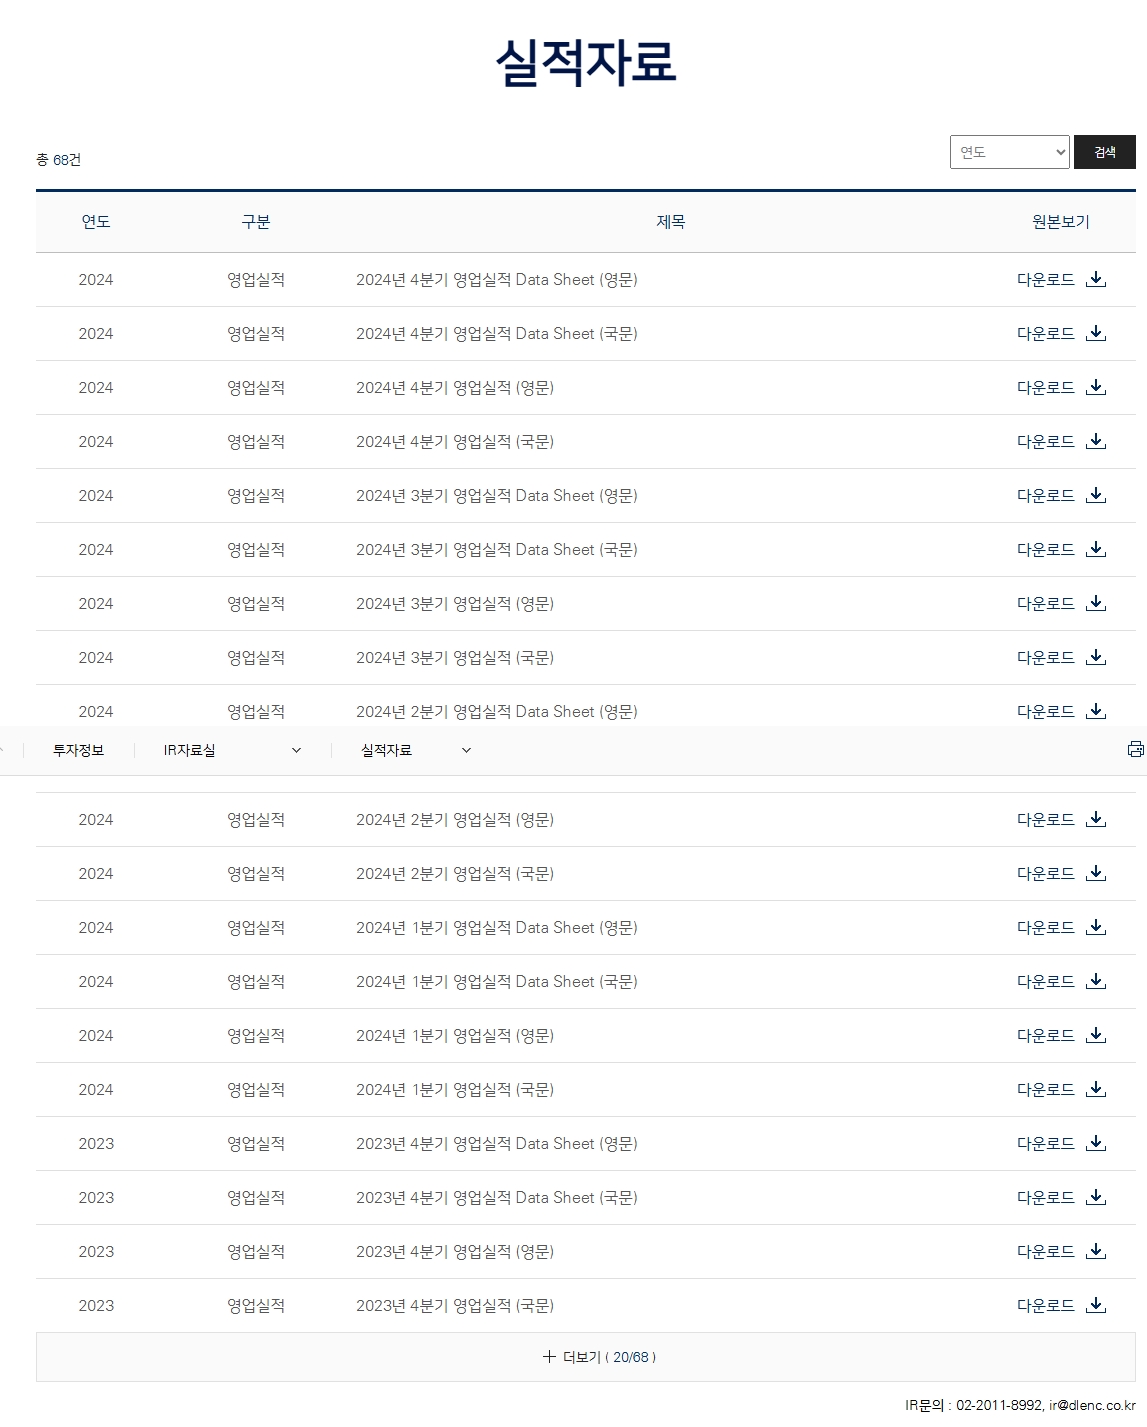 실적자료
총 68건
연도 검색
연도 구분 제목 원본보기
2024 영업실적 2024년 4분기 영업실적 Data Sheet (영문) 다운로드
2024 영업실적 2024년 4분기 영업실적 Data Sheet (국문) 다운로드
2024 영업실적 2024년 4분기 영업실적 (영문) 다운로드
2024 영업실적 2024년 4분기 영업실적 (국문) 다운로드
2024 영업실적 2024년 3분기 영업실적 Data Sheet (영문) 다운로드
2024 영업실적 2024년 3분기 영업실적 Data Sheet (국문) 다운로드
2024 영업실적 2024년 3분기 영업실적 (영문) 다운로드
2024 영업실적 2024년 3분기 영업실적 (국문) 다운로드
2024 영업실적 2024년 2분기 영업실적 Data Sheet (영문) 다운로드
투자정보 IR자료실 실적자료
2024 영업실적 2024년 2분기 영업실적 (영문) 다운로드
2024 영업실적 2024년 2분기 영업실적 (국문) 다운로드
2024 영업실적 2024년 1분기 영업실적 Data Sheet (영문) 다운로드
2024 영업실적 2024년 1분기 영업실적 Data Sheet (국문) 다운로드
2024 영업실적 2024년 1분기 영업실적 (영문) 다운로드
2024 영업실적 2024년 1분기 영업실적 (국문) 다운로드
2023 영업실적 2023년 4분기 영업실적 Data Sheet (영문) 다운로드
2023 영업실적 2023년 4분기 영업실적 Data Sheet (국문) 다운로드
2023 영업실적 2023년 4분기 영업실적 (영문) 다운로드
2023 영업실적 2023년 4분기 영업실적 (국문) 다운로드
더보기 ( 20/68 )
IR문의 : 02-2011-8992, ir@dlenc.co.kr